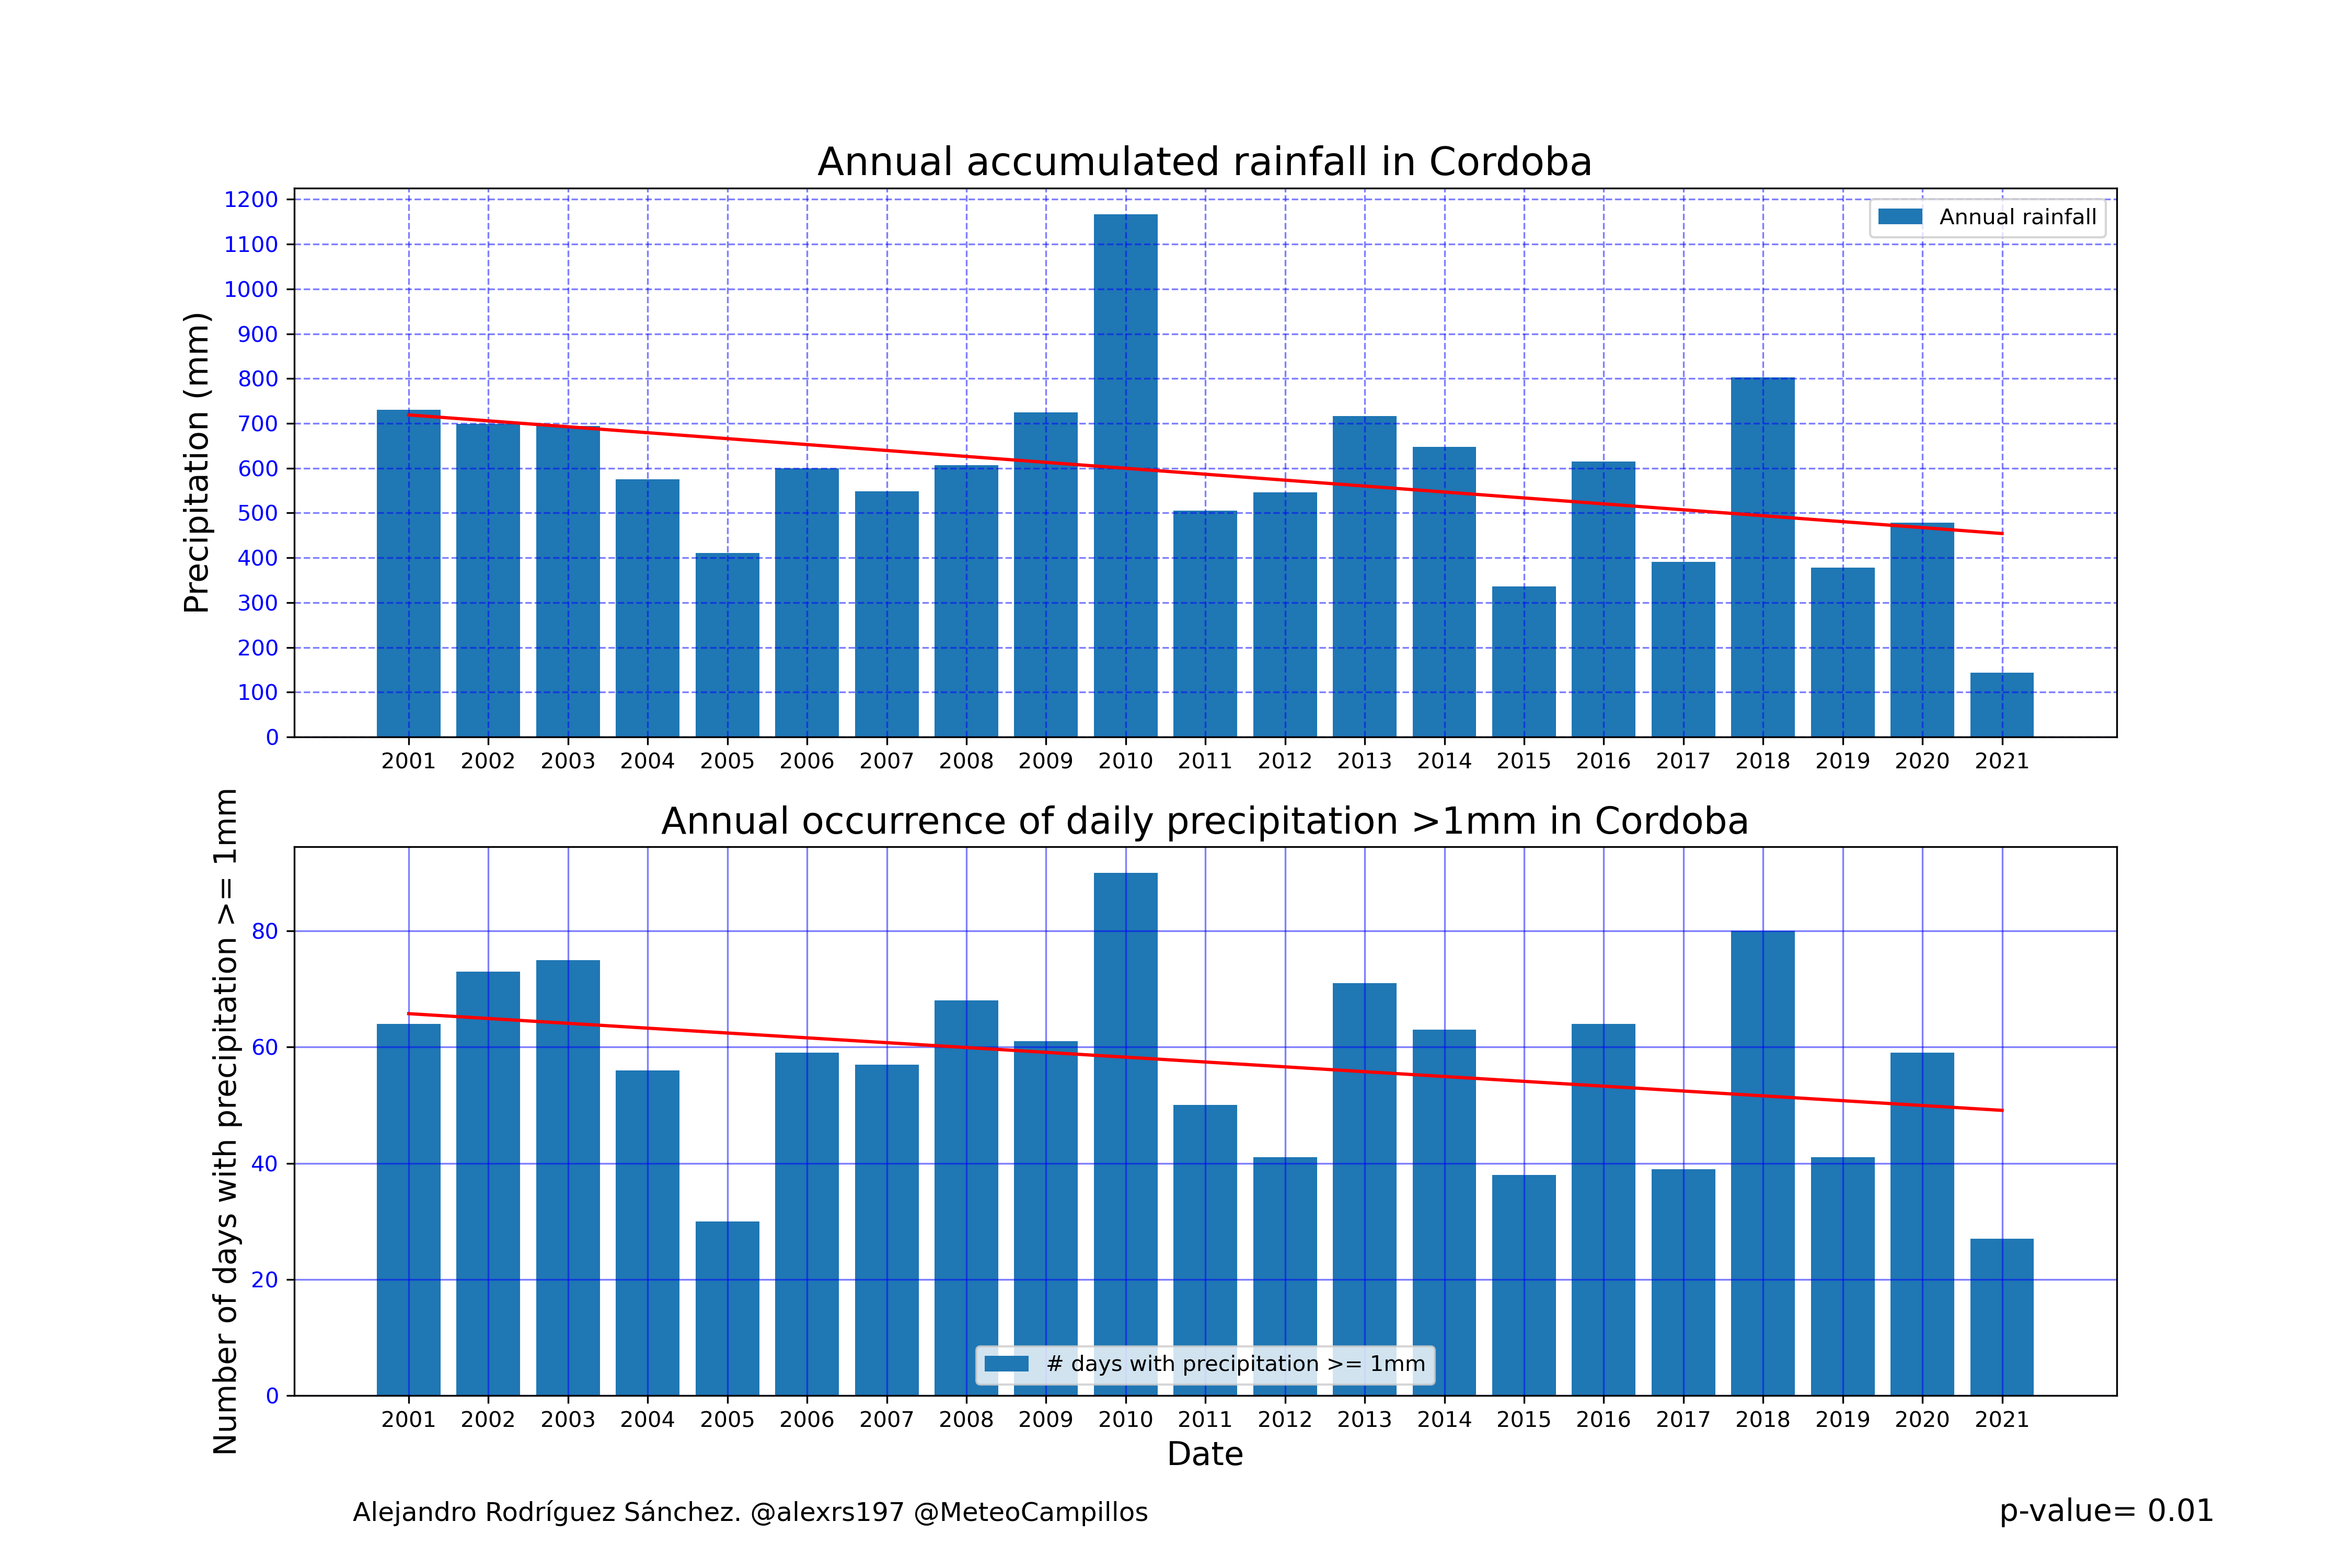 Annual accumulated rainfall in Cordoba
Precipitation (mm)
1200
1100
1000
900
800
700
600
500
400
300
200
100
0
Annual rainfall
2001 2002 2003 2004 2005 2006 2007 2008 2009 2010 2011 2012 2013 2014 2015 2016 2017 2018 2019 2020 2021
Annual occurrence of daily precipitation >1mm in Cordoba
Number of days with precipitation >= 1mm
80
60
40
20
0
# days with precipitation >= 1mm
2001 2002 2003 2004 2005 2006 2007 2008 2009 2010 2011 2012 2013 2014 2015 2016 2017 2018 2019 2020 2021
Date
Alejandro Rodríguez Sánchez. @alexrs197 @MeteoCampillos
p-value= 0.01